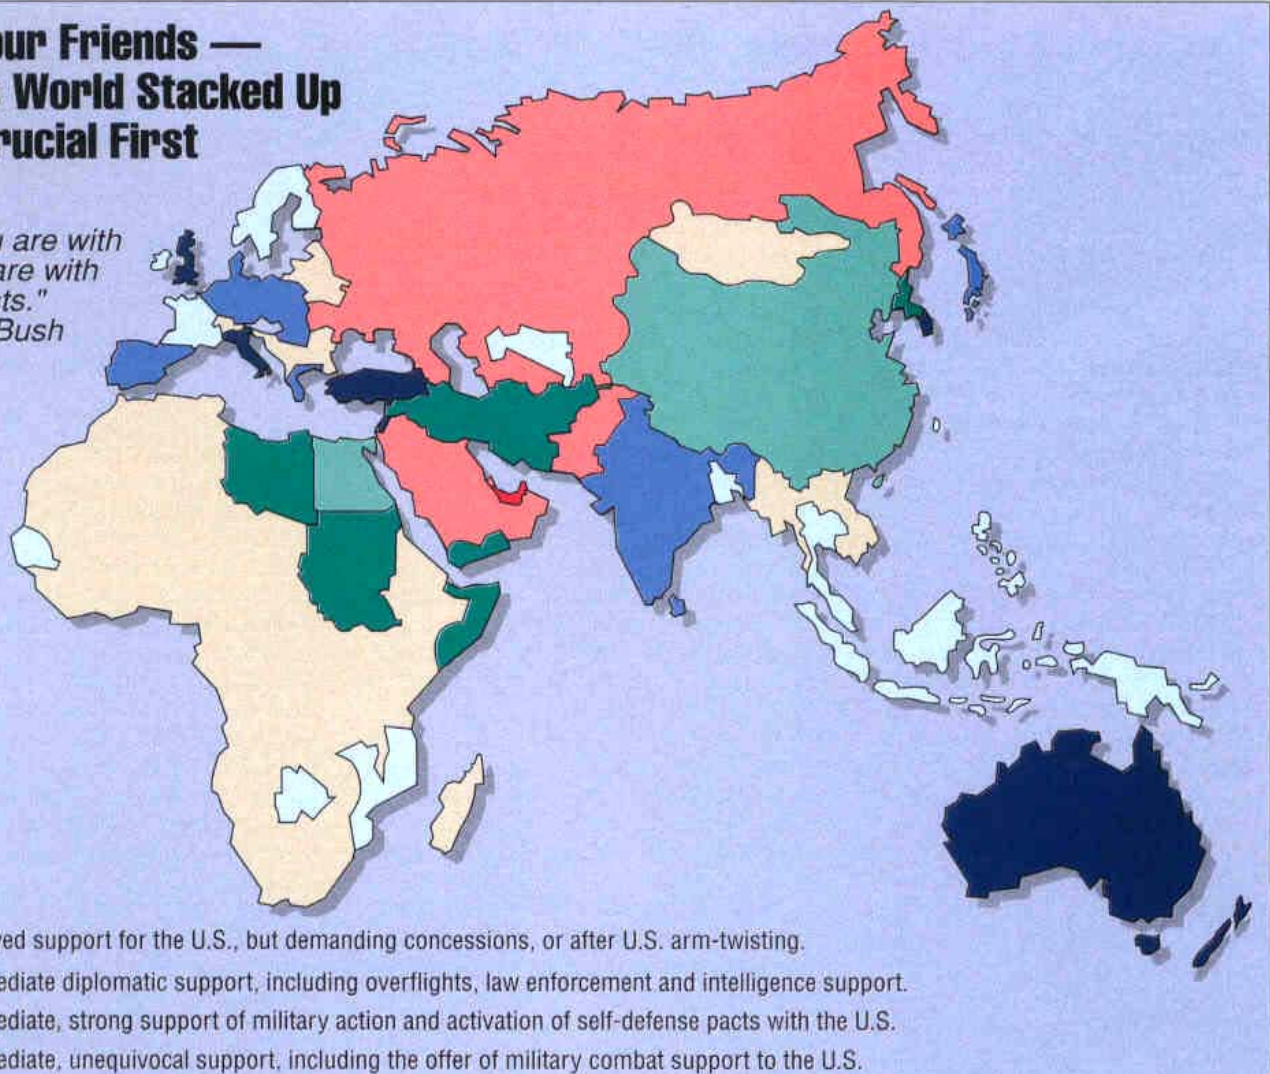 our Friends —
World Stacked Up
rucial First
are with
are with
ts."
Bush
ved support for the U.S., but demanding concessions, or after U.S. arm-twisting.
ediate diplomatic support, including overflights, law enforcement and intelligence support.
ediate, strong support of military action and activation of self-defense pacts with the U.S.
ediate, unequivocal support, including the offer of military combat support to the U.S.